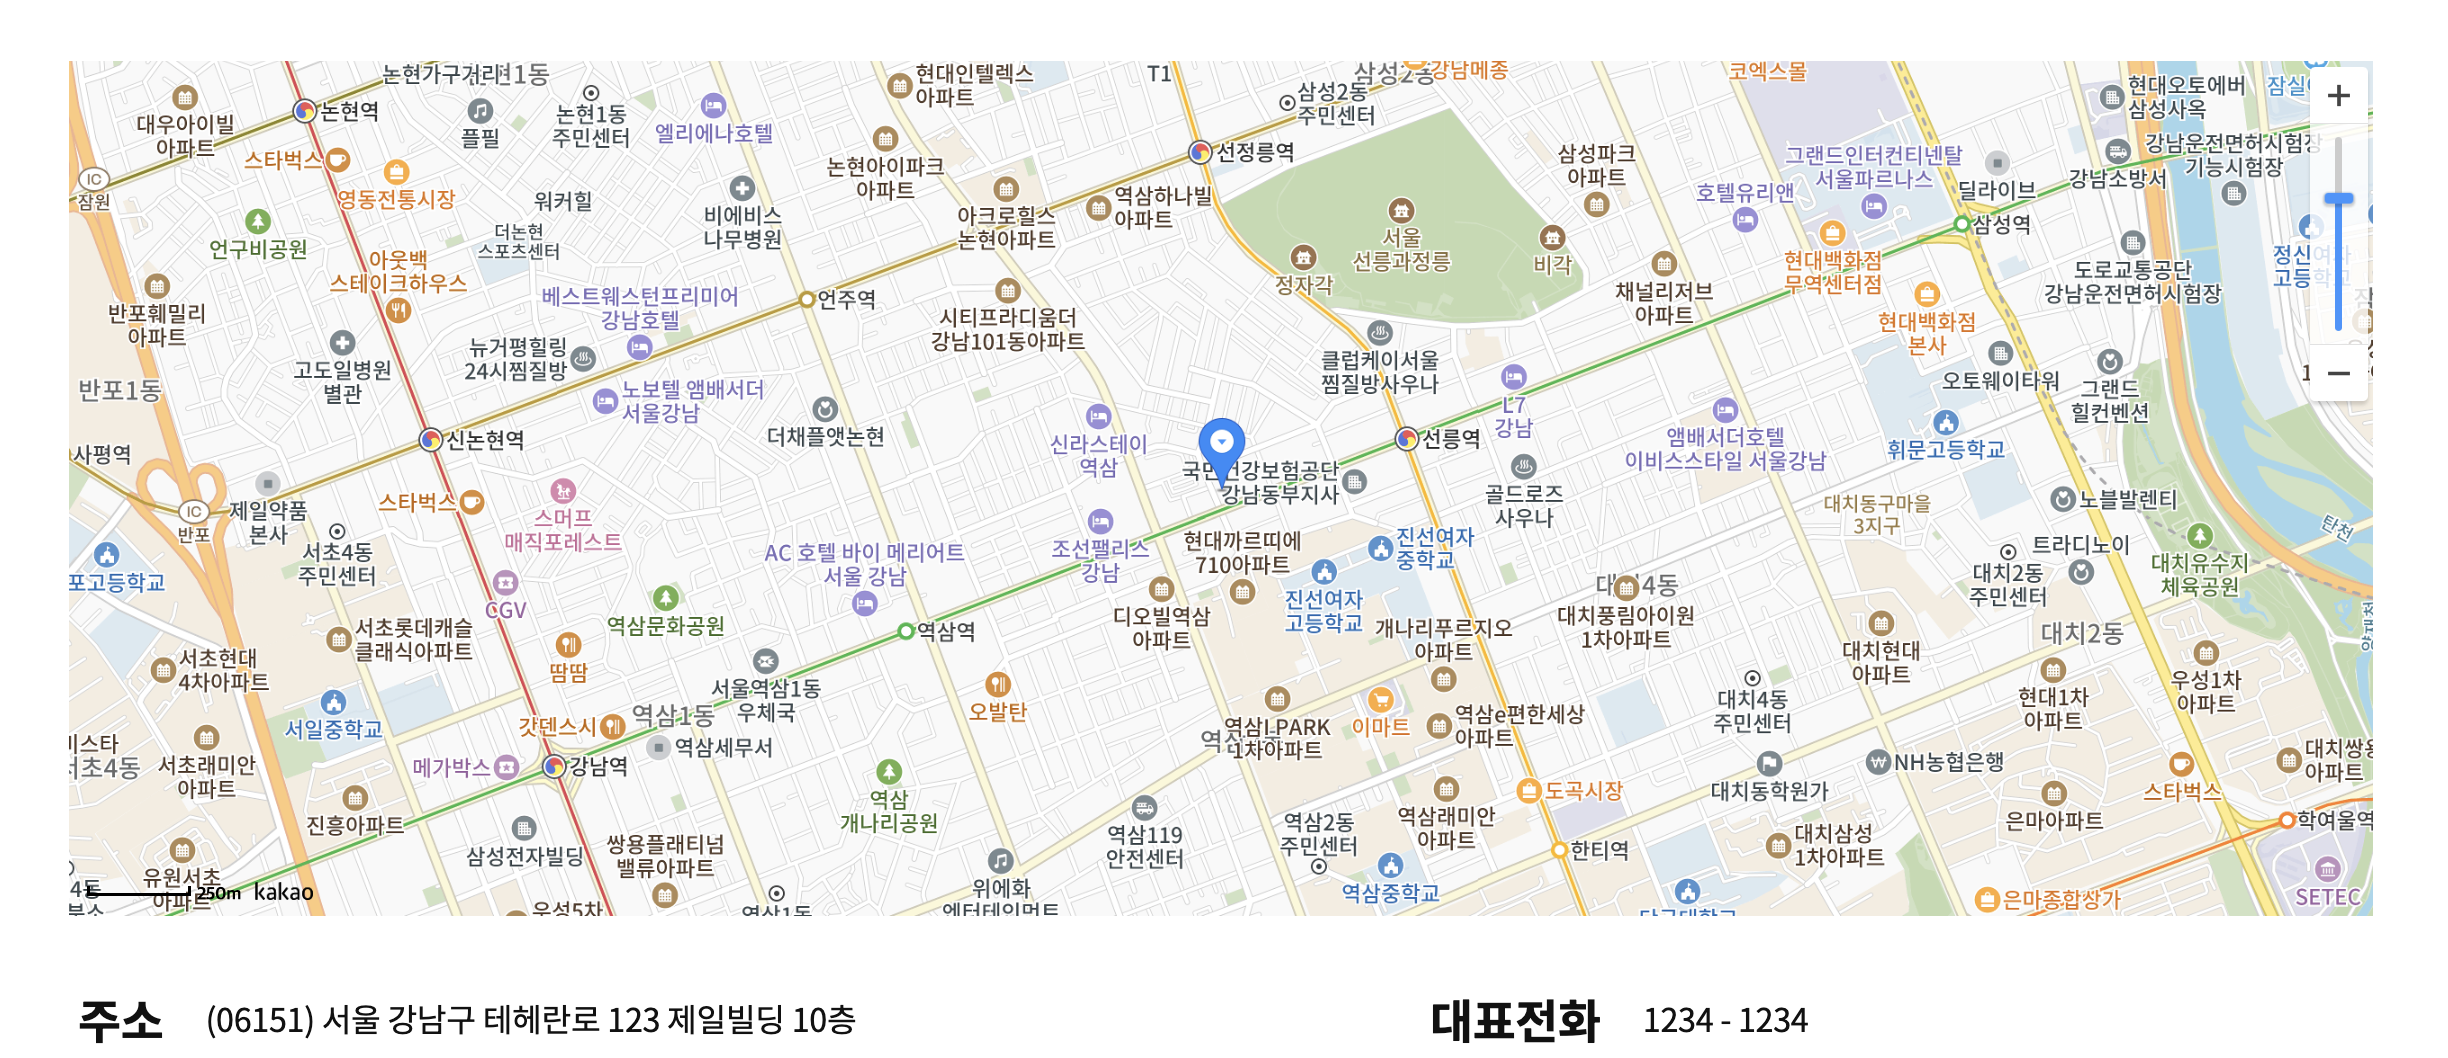 논현가구거리
현1동
현대인텔렉스
아파트
T1
삼성2동
강남메종
코엑스몰
대우아이빌
아파트
논현역
플필
논현1동
주민센터
엘리에나호텔
삼성2동
주민센터
현대오토에버
삼성사옥
잠실
+
스타벅스
논현아이파크
아파트
선정릉역
삼성파크
아파트
그랜드인터컨티넨탈
서울파르나스
강남운전면허시험장
기능시험장
강남소방서
IC
잠원
영동전통시장
워커힐
비에비스
나무병원
아크로힐스
논현아파트
역삼하나빌
아파트
호텔유리앤
딜라이브
삼성역
언구비공원
더논현
스포츠센터
서울
선릉과정릉
정자각
비각
아웃백
스테이크하우스
현대백화점
무역센터점
도로교통공단
강남운전면허시험장
정신여자
고등학교
반포훼밀리
아파트
베스트웨스턴프리미어
강남호텔
언주역
시티프라디움더
강남101동아파트
채널리저브
아파트
현대백화점
본사
고도일병원
별관
뉴거평힐링
24시찜질방
클럽케이서울
찜질방사우나
오토웨이타워
그랜드
힐컨벤션
−
반포1동
노보텔 앰배서더
서울강남
더채플앳논현
L7
강남
사평역
신논현역
신라스테이
역삼
선릉역
앰배서더호텔
이비스스타일 서울강남
휘문고등학교
국민건강보험공단
강남동부지사
골드로즈
사우나
노블발렌티
IC
반포
제일약품
본사
스타벅스
스머프
매직포레스트
대치동구마을
3지구
탄천
서초4동
주민센터
AC 호텔 바이 메리어트
서울 강남
조선팰리스
강남
현대까르띠에
710아파트
진선여자
중학교
트라디노이
대치2동
주민센터
대치유수지
체육공원
포고등학교
CGV
역삼문화공원
진선여자
고등학교
대치4동
대치풍림아이원
1차아파트
디오빌역삼
아파트
개나리푸르지오
아파트
역삼역
대치2동
서초롯데캐슬
클래식아파트
서초현대
4차아파트
땀땀
서울역삼1동
우체국
대치현대
아파트
현대1차
아파트
우성1차
아파트
오발탄
대치4동
주민센터
서일중학교
갓덴스시
역삼1동
역삼세무서
역삼I.PARK
1차아파트
이마트
역삼e편한세상
아파트
서초4동
서초래미안
아파트
메가박스
강남역
NH농협은행
대치쌍용
아파트
도곡시장
대치동학원가
스타벅스
역삼
개나리공원
진흥아파트
역삼119
안전센터
역삼2동
주민센터
역삼래미안
아파트
은마아파트
학여울역
삼성전자빌딩
쌍용플래티넘
밸류아파트
한티역
대치삼성
1차아파트
유원서초
아파트
250m
kakao
위에화
엔터테인먼트
역삼중학교
은마종합상가
SETEC
우성5차
역삼1동
주소 (06151) 서울 강남구 테헤란로 123 제일빌딩 10층
대표전화 1234 - 1234